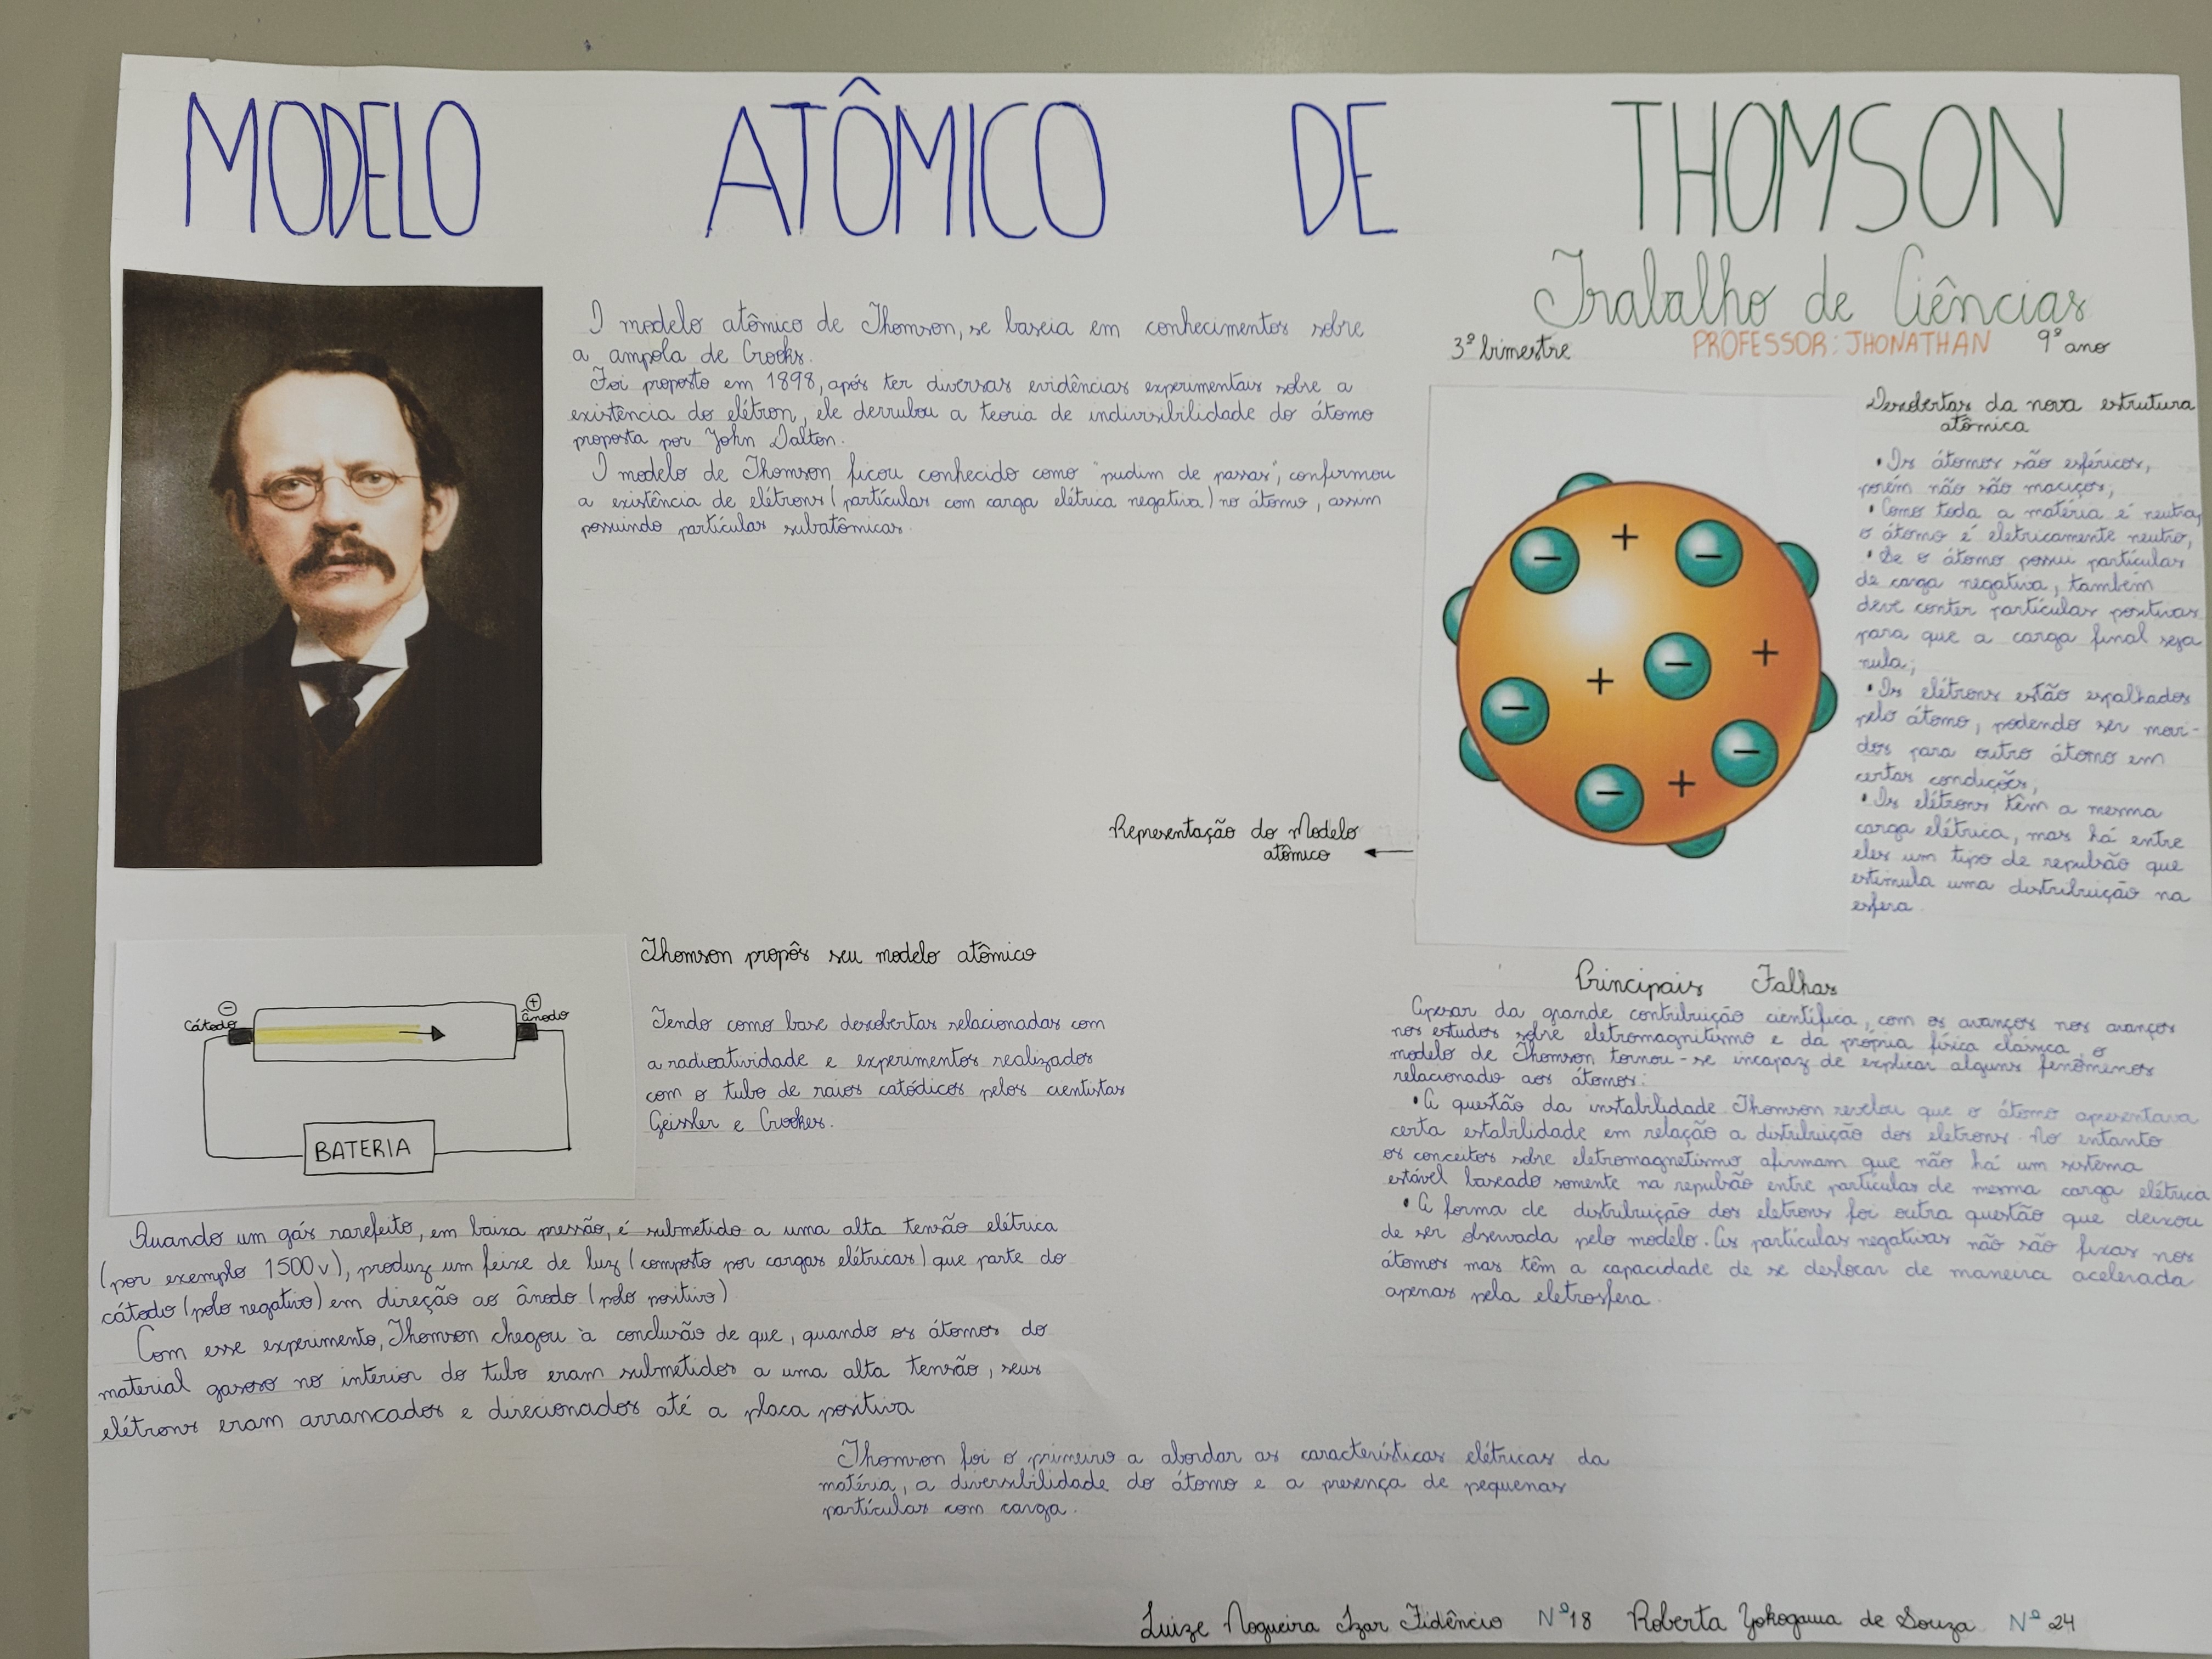 MODELO ATÔMICO DE THOMSON
Trabalho de Ciências
3º bimestre PROFESSOR: JHONATHAN 9º ano
O modelo atômico de Thomson, se baseia em conhecimentos sobre
a ampola de Crooks.
Foi proposto em 1898, após ter diversas evidências experimentais sobre a
existência do elétron, ele derrubou a teoria de indivisibilidade do átomo
proposta por John Dalton.
O modelo de Thomson ficou conhecido como "pudim de passas", confirmou
a existência de elétrons (partículas com carga elétrica negativa) no átomo, assim
possuindo partículas subatômicas.
Descobertas da nova estrutura
atômica
• Os átomos são esféricos,
porém não são maciços;
• Como toda a matéria é neutra,
o átomo é eletricamente neutro,
• Se o átomo possui partículas
de carga negativa, também
deve conter partículas positivas
para que a carga final seja
nula;
• Os elétrons estão espalhados
pelo átomo, podendo ser movi-
dos para outro átomo em
certas condições;
• Os elétrons têm a mesma
carga elétrica, mas há entre
eles um tipo de repulsão que
estimula uma distribuição na
esfera.
− + −
− + − +
− + −
Representação do Modelo
atômico
− +
Cátodo Ânodo
BATERIA
Thomson propôs seu modelo atômico
Tendo como base descobertas relacionadas com
a radioatividade e experimentos realizados
com o tubo de raios catódicos pelos cientistas
Geissler e Crookes.
Quando um gás rarefeito, em baixa pressão, é submetido a uma alta tensão elétrica
(por exemplo 1500v), produz um feixe de luz (composto por cargas elétricas) que parte do
cátodo (polo negativo) em direção ao ânodo (polo positivo)
Com esse experimento, Thomson chegou à conclusão de que, quando os átomos do
material gasoso no interior do tubo eram submetidos a uma alta tensão, seus
elétrons eram arrancados e direcionados até a placa positiva
Principais Falhas
Apesar da grande contribuição científica, com os avanços nos avanços
nos estudos sobre eletromagnitismo e da própria física clássica, o
modelo de Thomson tornou-se incapaz de explicar alguns fenômenos
relacionado aos átomos:
• A questão da instabilidade Thomson revelou que o átomo apresentava
certa estabilidade em relação a distribuição dos eletrons. No entanto
os conceitos sobre eletromagnetismo afirmam que não há um sistema
estável baseado somente na repulsão entre partículas de mesma carga elétrica
• A forma de distribuição dos eletrons foi outra questão que deixou
de ser observada pelo modelo. As partículas negativas não são fixas nos
átomos mas têm a capacidade de se deslocar de maneira acelerada
apenas pela eletrosfera.
Thomson foi o primeiro a abordar as características elétricas da
matéria, a diversibilidade do átomo e a presença de pequenas
partículas com carga.
Luize Nogueira Izar Fidêncio Nº18 Roberta Yokogawa de Souza Nº 24